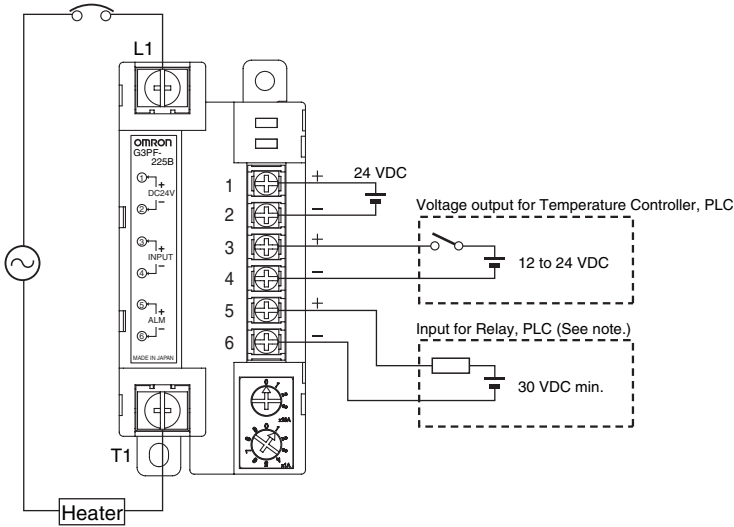 L1
OMRON
G3PF-
225B
1 +
DC24V
2 −
3 +
INPUT
4 −
5 +
ALM
6 −
MADE IN JAPAN
1 + 24 VDC
2 −
Voltage output for Temperature Controller, PLC
3 +
12 to 24 VDC
4 −
5 +
Input for Relay, PLC (See note.)
6 −
30 VDC min.
T1
Heater